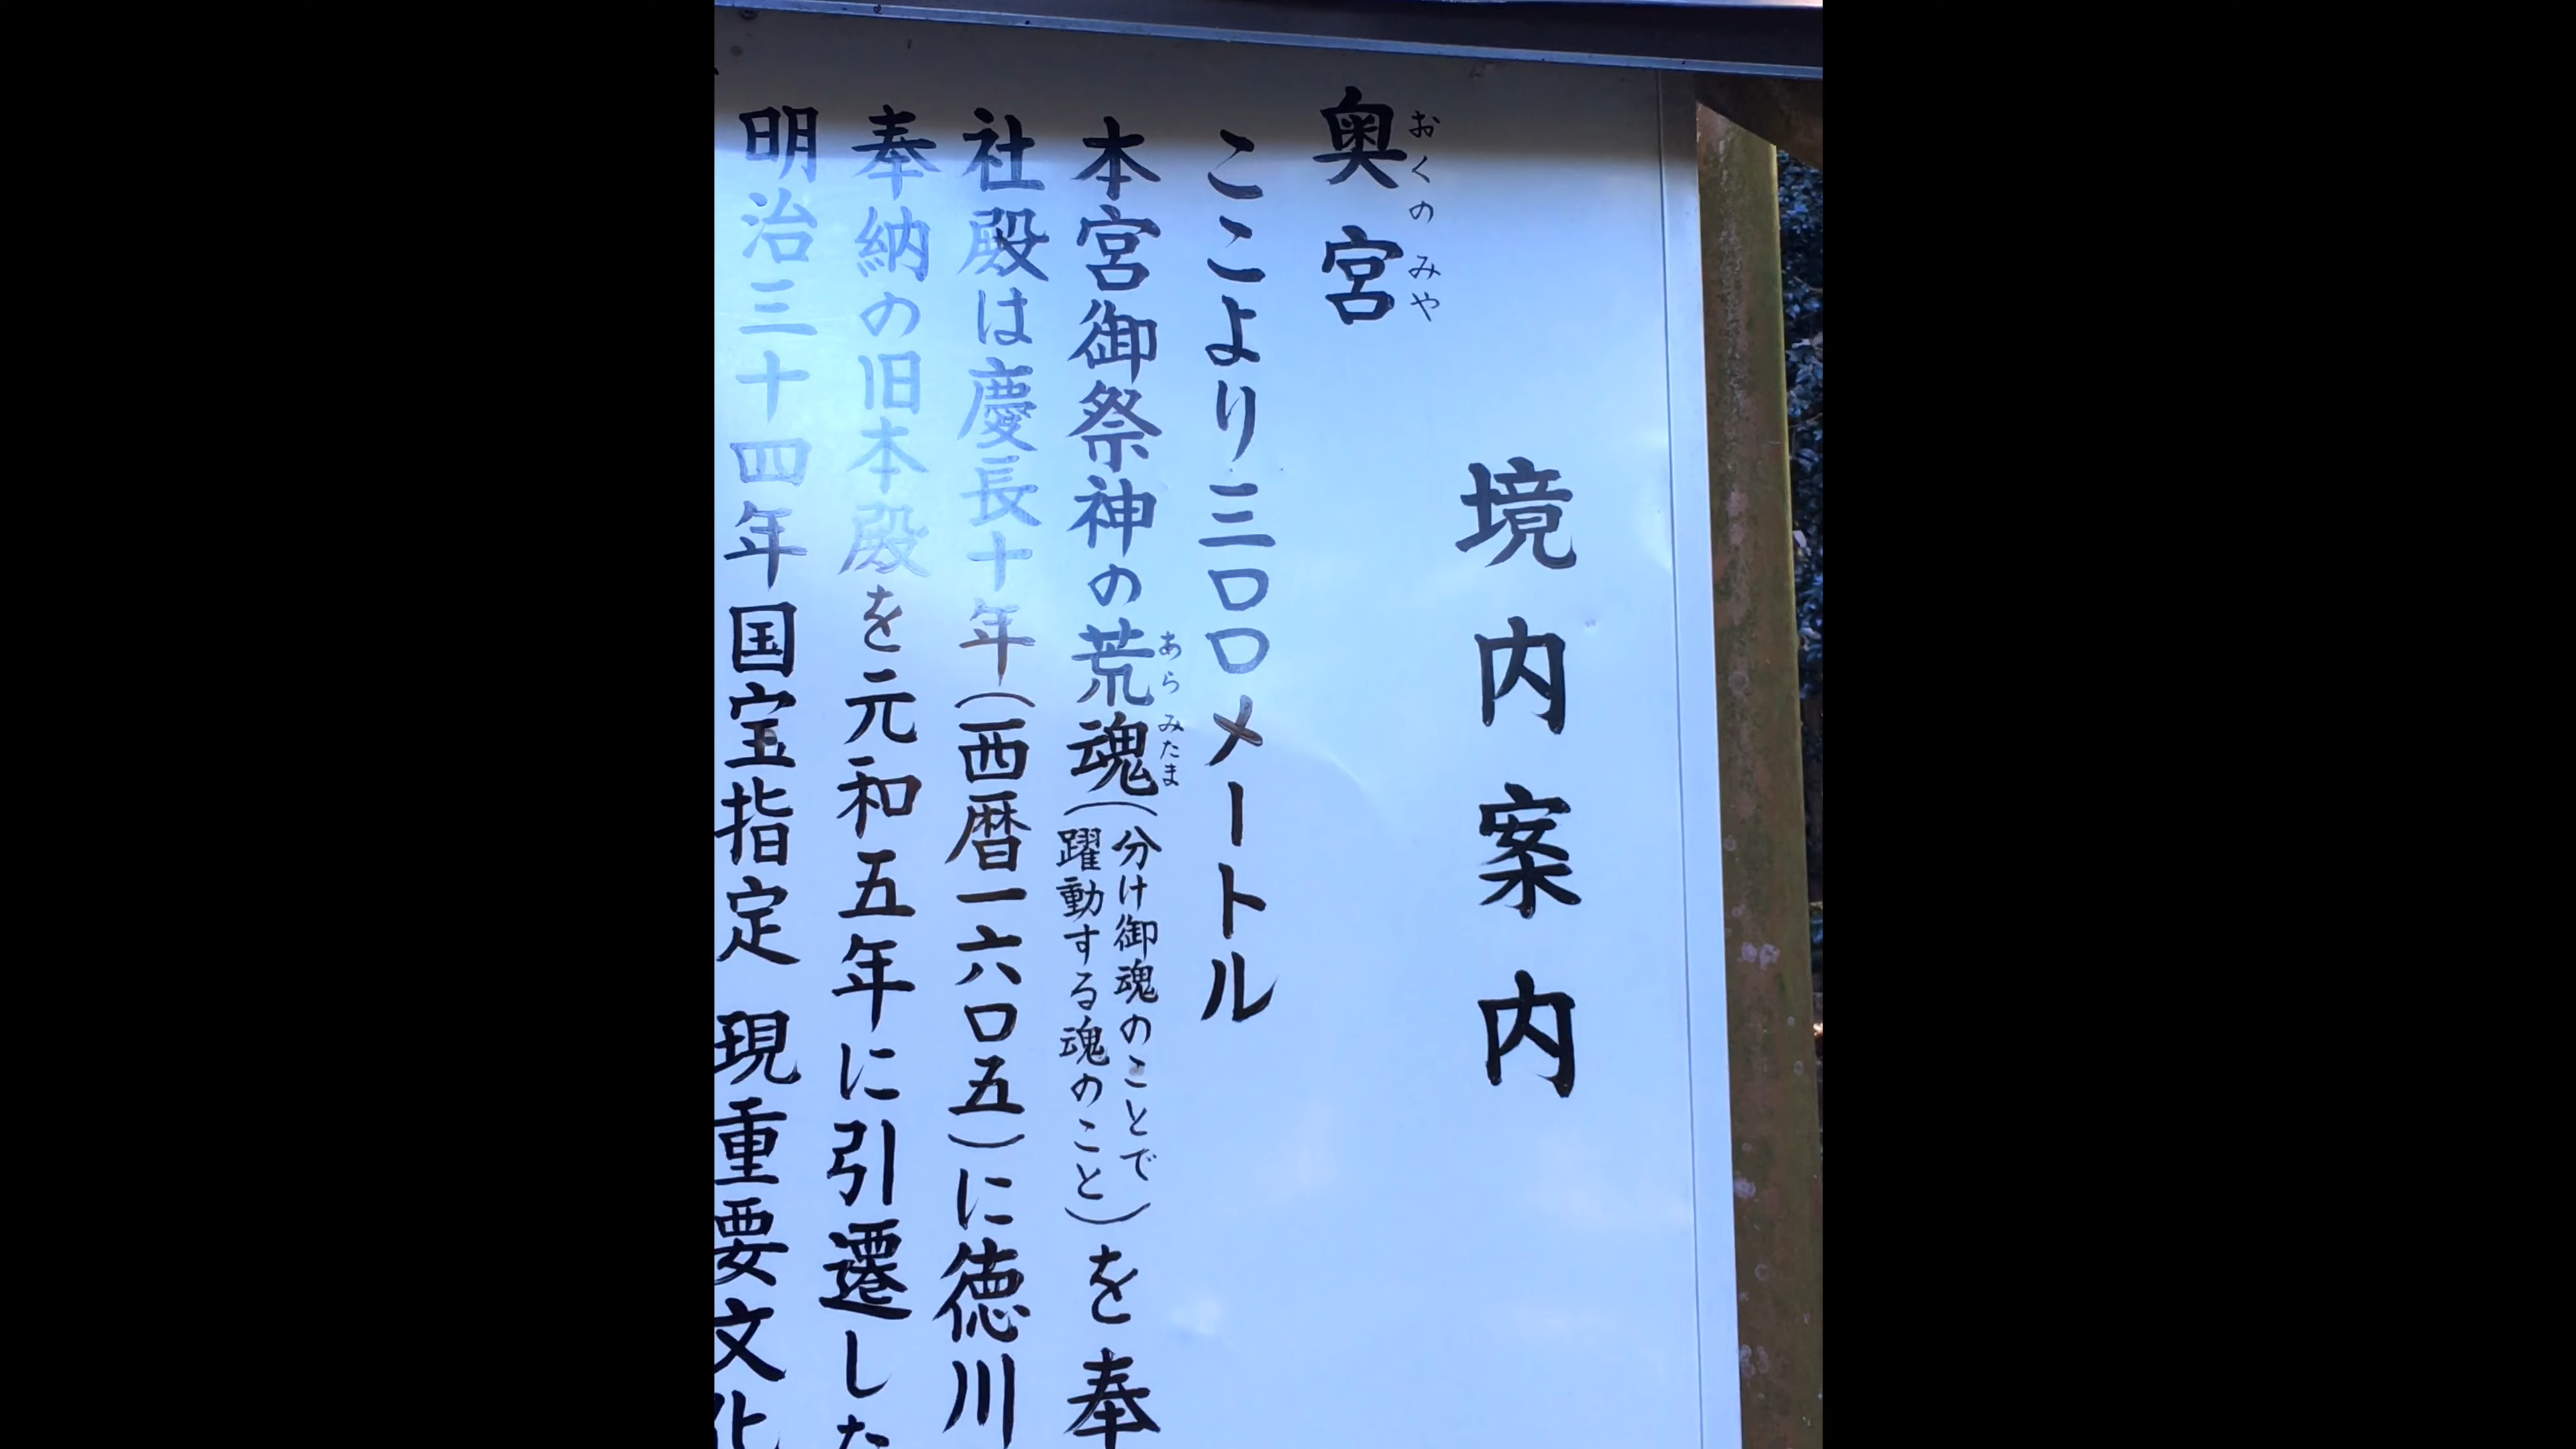 境内案内
奥宮
おくのみや
ここより三〇〇メートル
本宮御祭神の荒魂(分け御魂のことで躍動する魂のこと)を奉
あらみたま
社殿は慶長十年(西暦一六〇五)に徳川
奉納の旧本殿を元和五年に引遷した
明治三十四年国宝指定 現重要文化